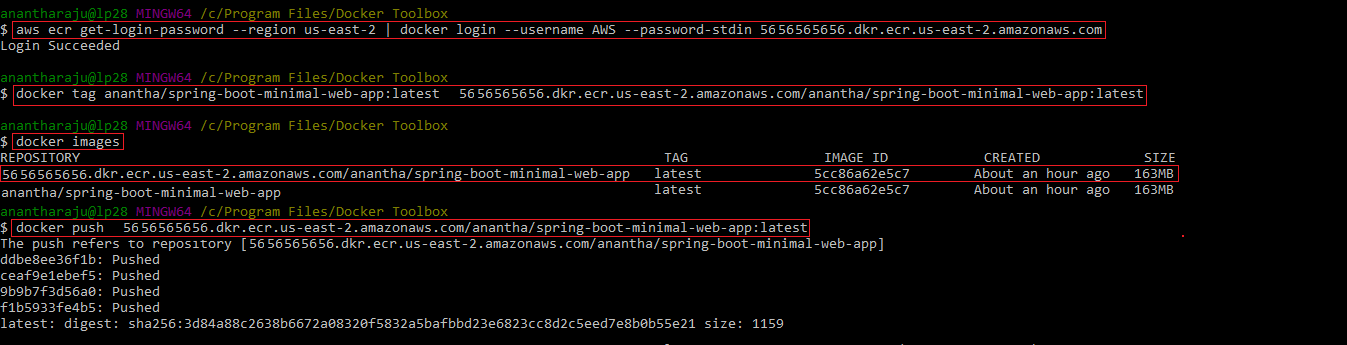 anantharaju@lp28 MINGW64 /c/Program Files/Docker Toolbox
$ aws ecr get-login-password --region us-east-2 | docker login --username AWS --password-stdin 5656565656.dkr.ecr.us-east-2.amazonaws.com
Login Succeeded
anantharaju@lp28 MINGW64 /c/Program Files/Docker Toolbox
$ docker tag anantha/spring-boot-minimal-web-app:latest 5656565656.dkr.ecr.us-east-2.amazonaws.com/anantha/spring-boot-minimal-web-app:latest
anantharaju@lp28 MINGW64 /c/Program Files/Docker Toolbox
$ docker images
REPOSITORY TAG IMAGE ID CREATED SIZE
5656565656.dkr.ecr.us-east-2.amazonaws.com/anantha/spring-boot-minimal-web-app latest 5cc86a62e5c7 About an hour ago 163MB
anantha/spring-boot-minimal-web-app latest 5cc86a62e5c7 About an hour ago 163MB
anantharaju@lp28 MINGW64 /c/Program Files/Docker Toolbox
$ docker push 5656565656.dkr.ecr.us-east-2.amazonaws.com/anantha/spring-boot-minimal-web-app:latest
The push refers to repository [5656565656.dkr.ecr.us-east-2.amazonaws.com/anantha/spring-boot-minimal-web-app]
ddbe8ee36f1b: Pushed
ceaf9e1ebef5: Pushed
9b9b7f3d56a0: Pushed
f1b5933fe4b5: Pushed
latest: digest: sha256:3d84a88c2638b6672a08320f5832a5bafbbd23e6823cc8d2c5eed7e8b0b55e21 size: 1159